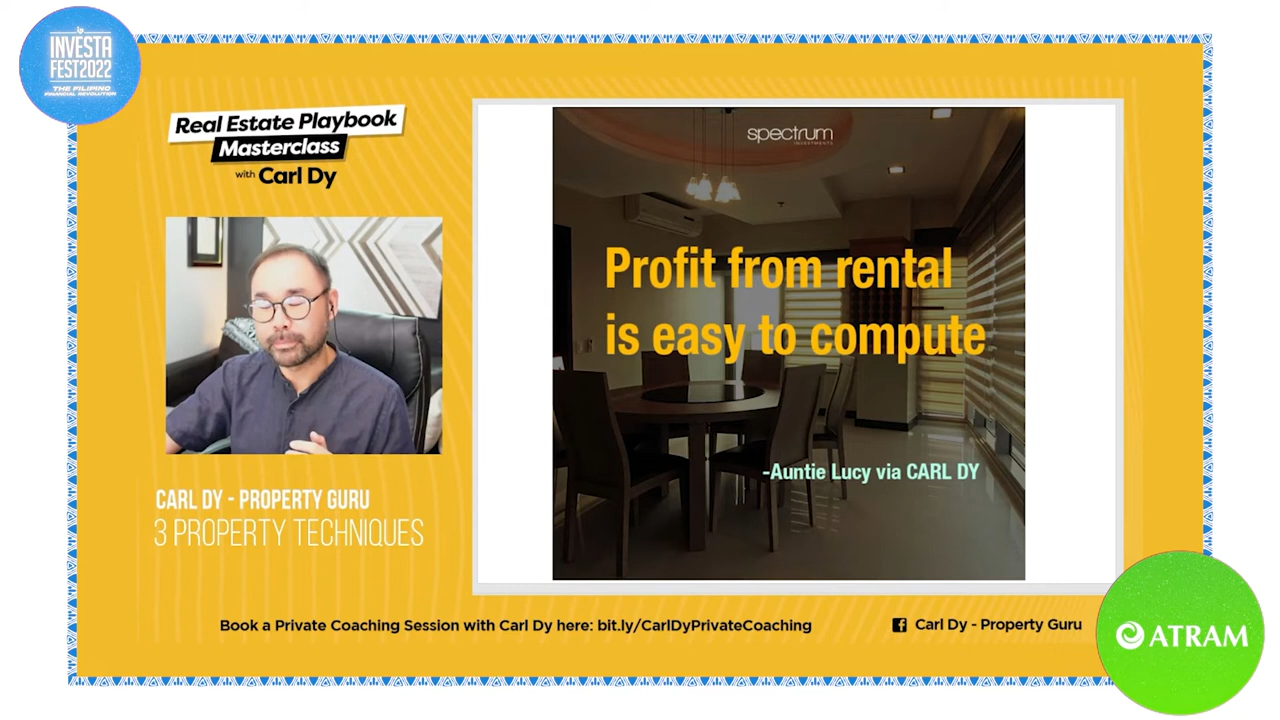 INVESTA
FEST2022
THE FILIPINO
FINANCIAL REVOLUTION
Real Estate Playbook
Masterclass
with Carl Dy
spectrum
INVESTMENTS
Profit from rental
is easy to compute
-Auntie Lucy via CARL DY
CARL DY - PROPERTY GURU
3 PROPERTY TECHNIQUES
Book a Private Coaching Session with Carl Dy here: bit.ly/CarlDyPrivateCoaching
Carl Dy - Property Guru
ATRAM